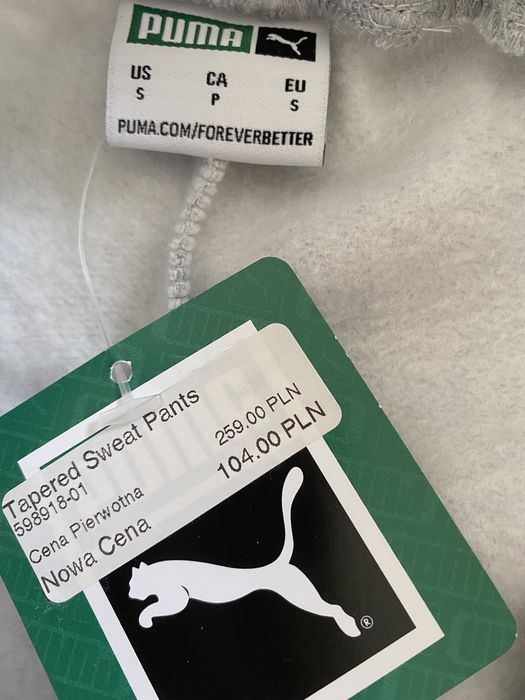 PUMA
US CA EU
S P S
PUMA.COM/FOREVERBETTER
Tapered Sweat Pants
598918-01
Cena Pierwotna 259.00 PLN
Nowa Cena 104.00 PLN
®